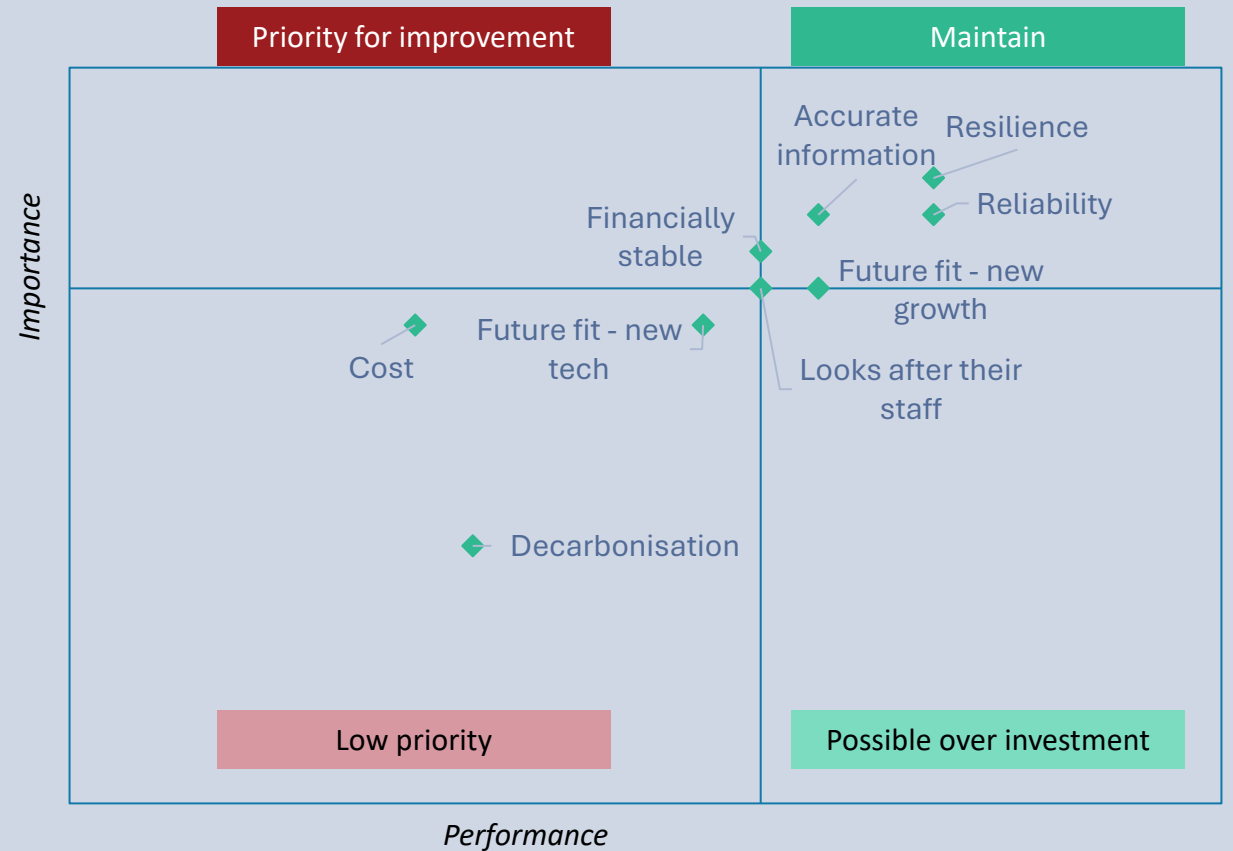 Priority for improvement
Maintain
Accurate
information
Resilience
Reliability
Financially
stable
Future fit - new
growth
Importance
Cost
Future fit - new
tech
Looks after their
staff
Decarbonisation
Low priority
Possible over investment
Performance